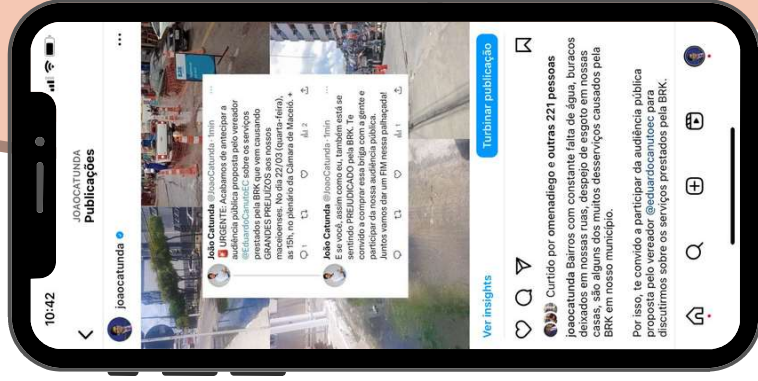 10:42
JOAOCATUNDA
Publicações
joaocatunda
João Catunda @JoaoCatunda · 1min
🚨 URGENTE: Acabamos de antecipar a
audiência pública proposta pelo vereador
@EduardoCanutoEC sobre os serviços
prestados pela BRK que vem causando
GRANDES PREJUÍZOS aos nossos
maceioenses. No dia 22/03 (quarta-feira),
as 15h, no plenário da Câmara de Maceió. +
1
2
João Catunda @JoaoCatunda · 1min
E se você, assim como eu, também está se
sentindo PREJUDICADO pela BRK. Te
convido a comprar essa briga com a gente e
participar da nossa audiência pública.
Juntos vamos dar um FIM nessa palhaçada!
1
Ver insights
Turbinar publicação
Curtido por omenadiego e outras 221 pessoas
joaocatunda Bairros com constante falta de água, buracos
deixados em nossas ruas, despejo de esgoto em nossas
casas, são alguns dos muitos desserviços causados pela
BRK em nosso município.
Por isso, te convido a participar da audiência pública
proposta pelo vereador @eduardocanutoec para
discutirmos sobre os serviços prestados pela BRK.